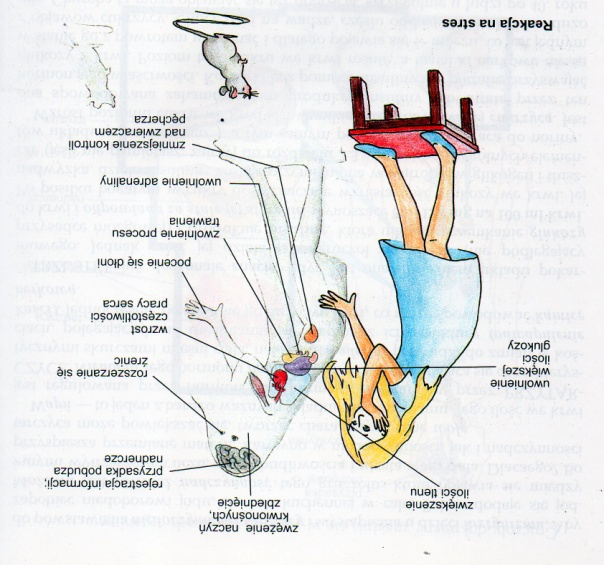 zwężenie naczyń
krwionośnych,
zblednięcie
zwiększenie
ilości tlenu
rejestracja informacji;
przysadka pobudza
nadnercze
rozszerzanie się
źrenic
uwolnienie
większej
ilości
glukozy
wzrost
częstotliwości
pracy serca
pocenie się dłoni
zwolnienie procesu
trawienia
uwolnienie adrenaliny
zmniejszenie kontroli
nad zwieraczem
pęcherza
Reakcja na stres